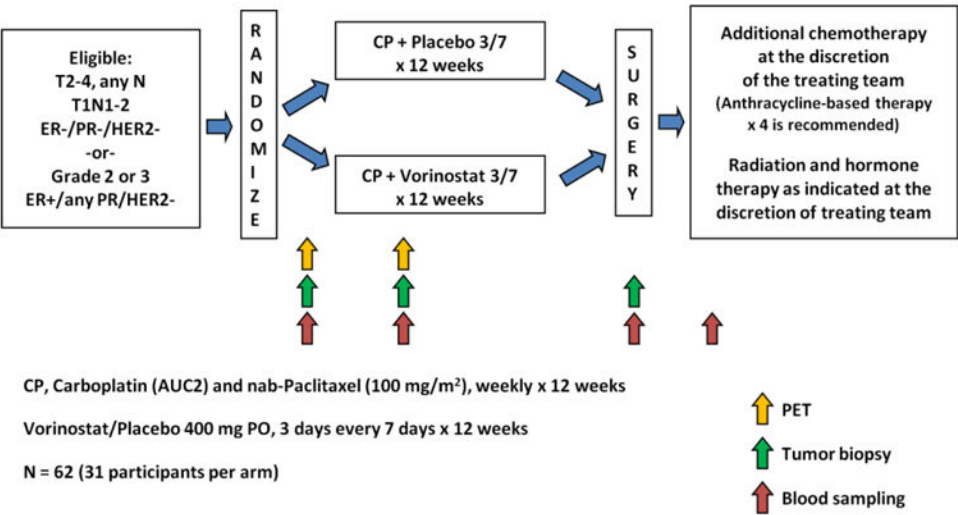 Eligible:
T2-4, any N
T1N1-2
ER-/PR-/HER2-
-or-
Grade 2 or 3
ER+/any PR/HER2-
RANDOMIZE
CP + Placebo 3/7
x 12 weeks
CP + Vorinostat 3/7
x 12 weeks
SURGERY
Additional chemotherapy
at the discretion
of the treating team
(Anthracycline-based therapy
x 4 is recommended)
Radiation and hormone
therapy as indicated at the
discretion of treating team
CP, Carboplatin (AUC2) and nab-Paclitaxel (100 mg/m²), weekly x 12 weeks
Vorinostat/Placebo 400 mg PO, 3 days every 7 days x 12 weeks
N = 62 (31 participants per arm)
PET
Tumor biopsy
Blood sampling